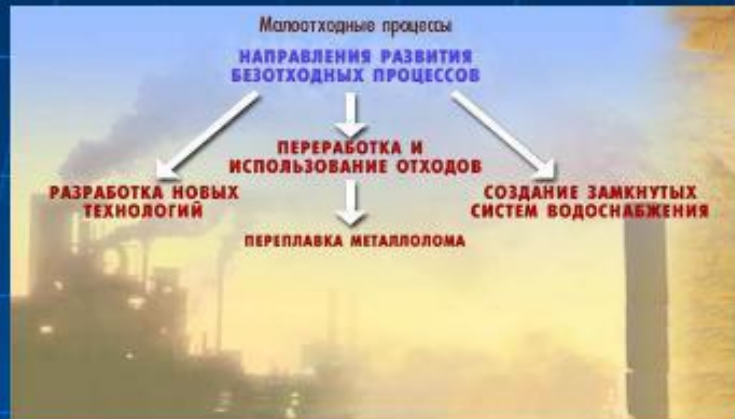 Малоотходные процессы
НАПРАВЛЕНИЯ РАЗВИТИЯ
БЕЗОТХОДНЫХ ПРОЦЕССОВ
ПЕРЕРАБОТКА И
ИСПОЛЬЗОВАНИЕ ОТХОДОВ
РАЗРАБОТКА НОВЫХ
ТЕХНОЛОГИЙ
СОЗДАНИЕ ЗАМКНУТЫХ
СИСТЕМ ВОДОСНАБЖЕНИЯ
ПЕРЕПЛАВКА МЕТАЛЛОЛОМА